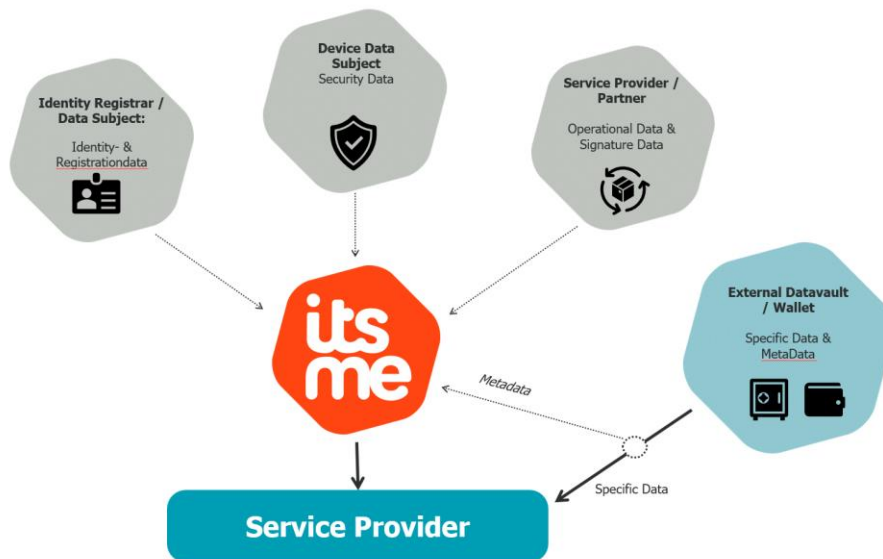 Device Data
Subject
Security Data
Identity Registrar /
Data Subject:
Identity- &
Registrationdata
Service Provider /
Partner
Operational Data &
Signature Data
External Datavault
/ Wallet
Specific Data &
MetaData
its
me
Metadata
Specific Data
Service Provider